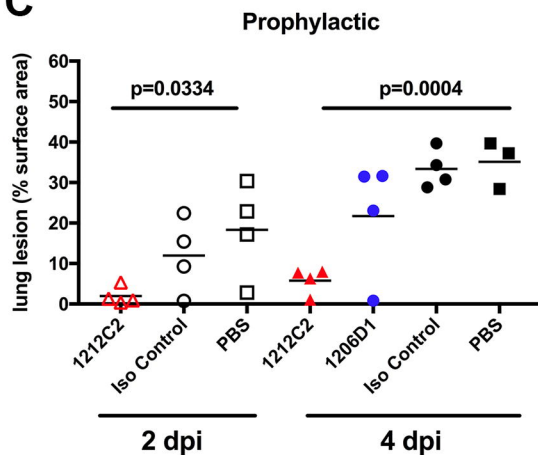 C
Prophylactic
lung lesion (% surface area)
60
50
40
30
20
10
0
p=0.0334
p=0.0004
1212C2
Iso Control
PBS
1212C2
1206D1
Iso Control
PBS
2 dpi
4 dpi